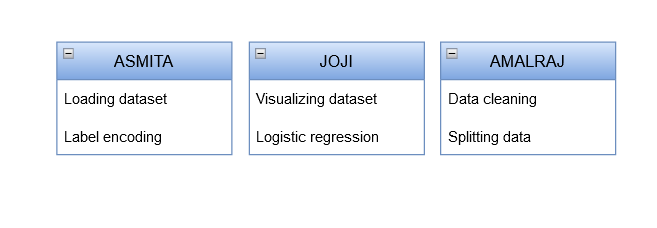 ASMITA
Loading dataset
Label encoding
JOJI
Visualizing dataset
Logistic regression
AMALRAJ
Data cleaning
Splitting data